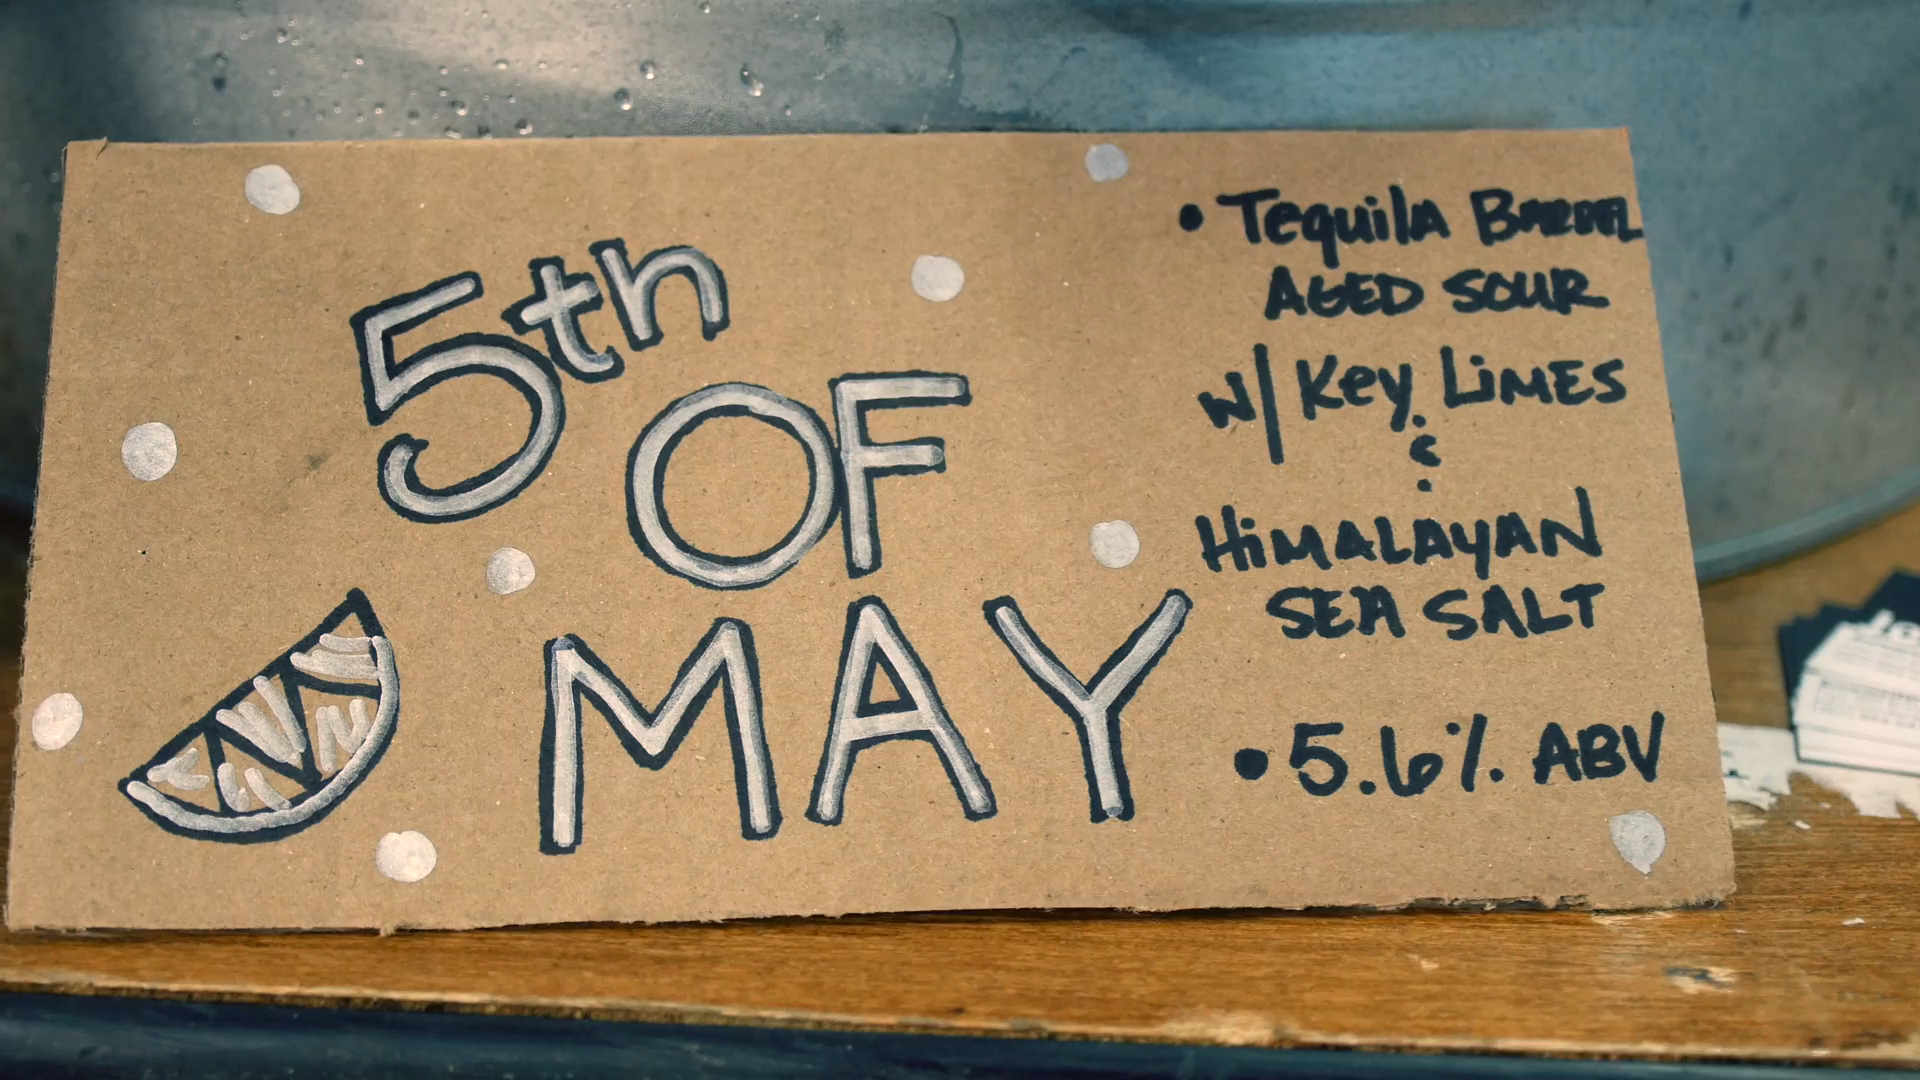 5th
OF
MAY
• Tequila BARREL
AGED SOUR
w/ Key LiMES
&
HiMALAYAN
SEA SALT
• 5.6% ABV